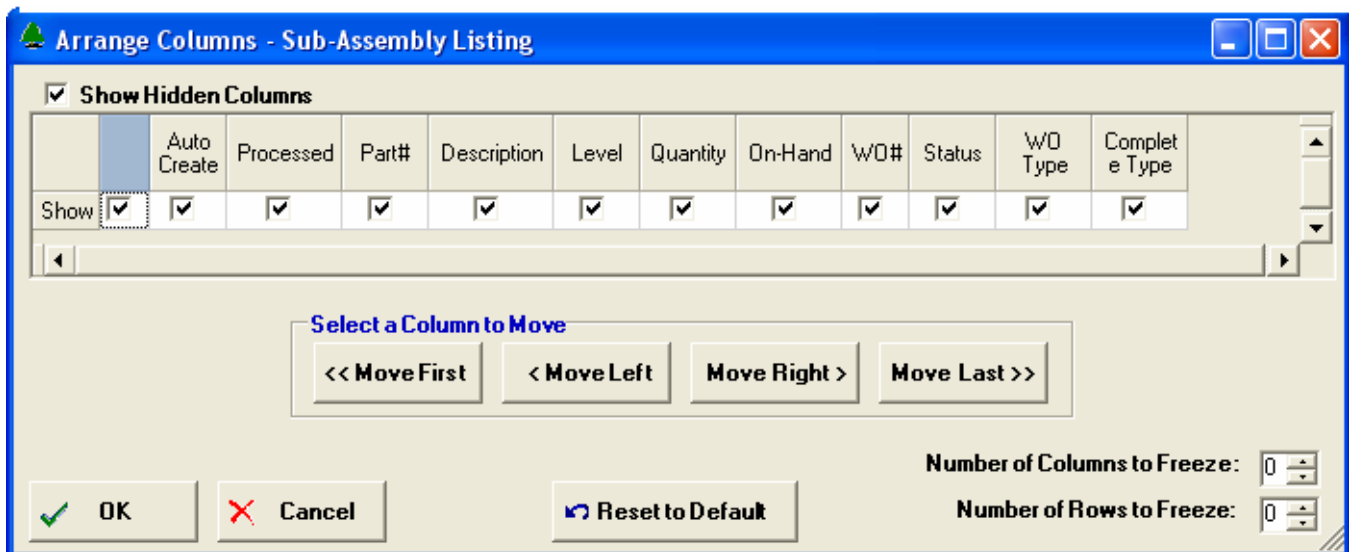 Arrange Columns - Sub-Assembly Listing
Show Hidden Columns
Auto Create Processed Part# Description Level Quantity On-Hand WO# Status WO Type Complet e Type
Show
Select a Column to Move
<< Move First < Move Left Move Right > Move Last >>
Number of Columns to Freeze: 0
OK Cancel Reset to Default Number of Rows to Freeze: 0